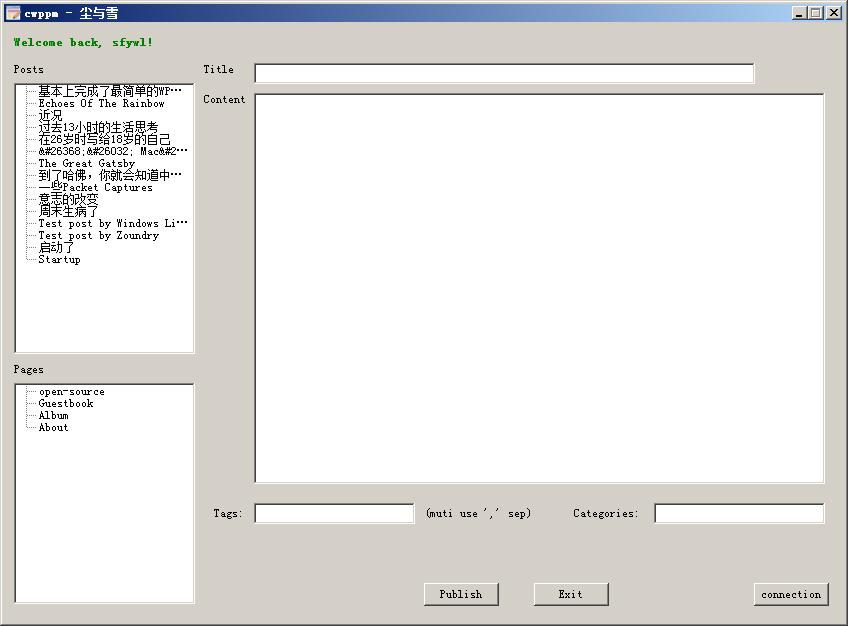 cwppm - 尘与雪
Welcome back, sfywl!
Posts
基本上完成了最简单的WP…
Echoes Of The Rainbow
近况
过去13小时的生活思考
在26岁时写给18岁的自己
&#26368;&#26032; Mac&#2…
The Great Gatsby
到了哈佛，你就会知道中…
一些Packet Captures
意志的改变
周末生病了
Test post by Windows Li…
Test post by Zoundry
启动了
Startup
Pages
open-source
Guestbook
Album
About
Title
Content
Tags:
(muti use ',' sep)
Categories:
Publish
Exit
connection